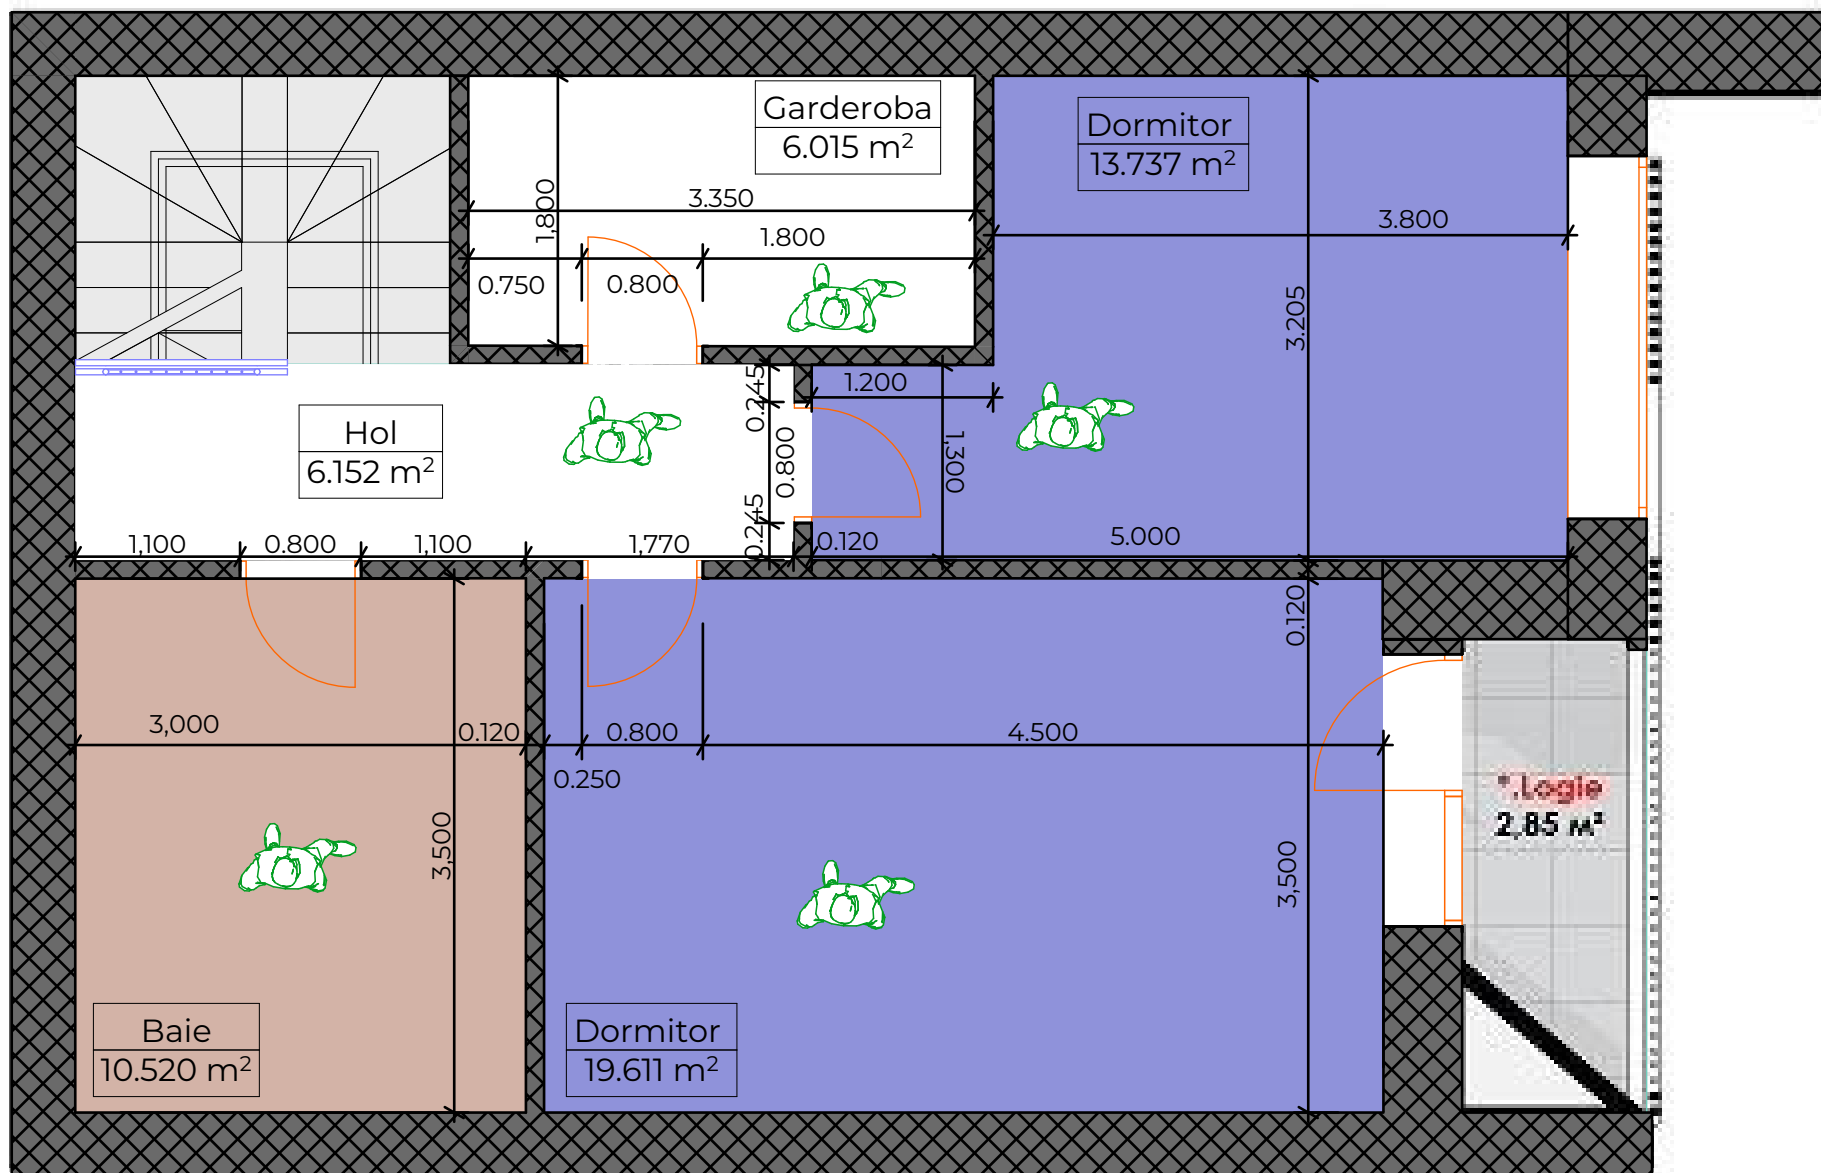 Garderoba
6.015 m²
Dormitor
13.737 m²
1,800
3.350
3.800
1.800
0.750
0.800
3.205
0.245
1.200
Hol
6.152 m²
0.800
1,300
0.245
1,100
0.800
1,100
1,770
0.120
5.000
0.120
3,000
0.120
0.800
4.500
0.250
*.Logie
2,85 м²
3,500
3,500
Baie
10.520 m²
Dormitor
19.611 m²